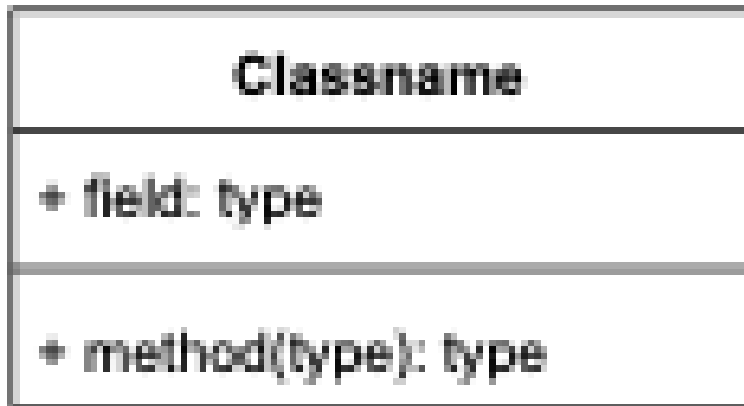 Classname
+ field: type
+ method(type): type